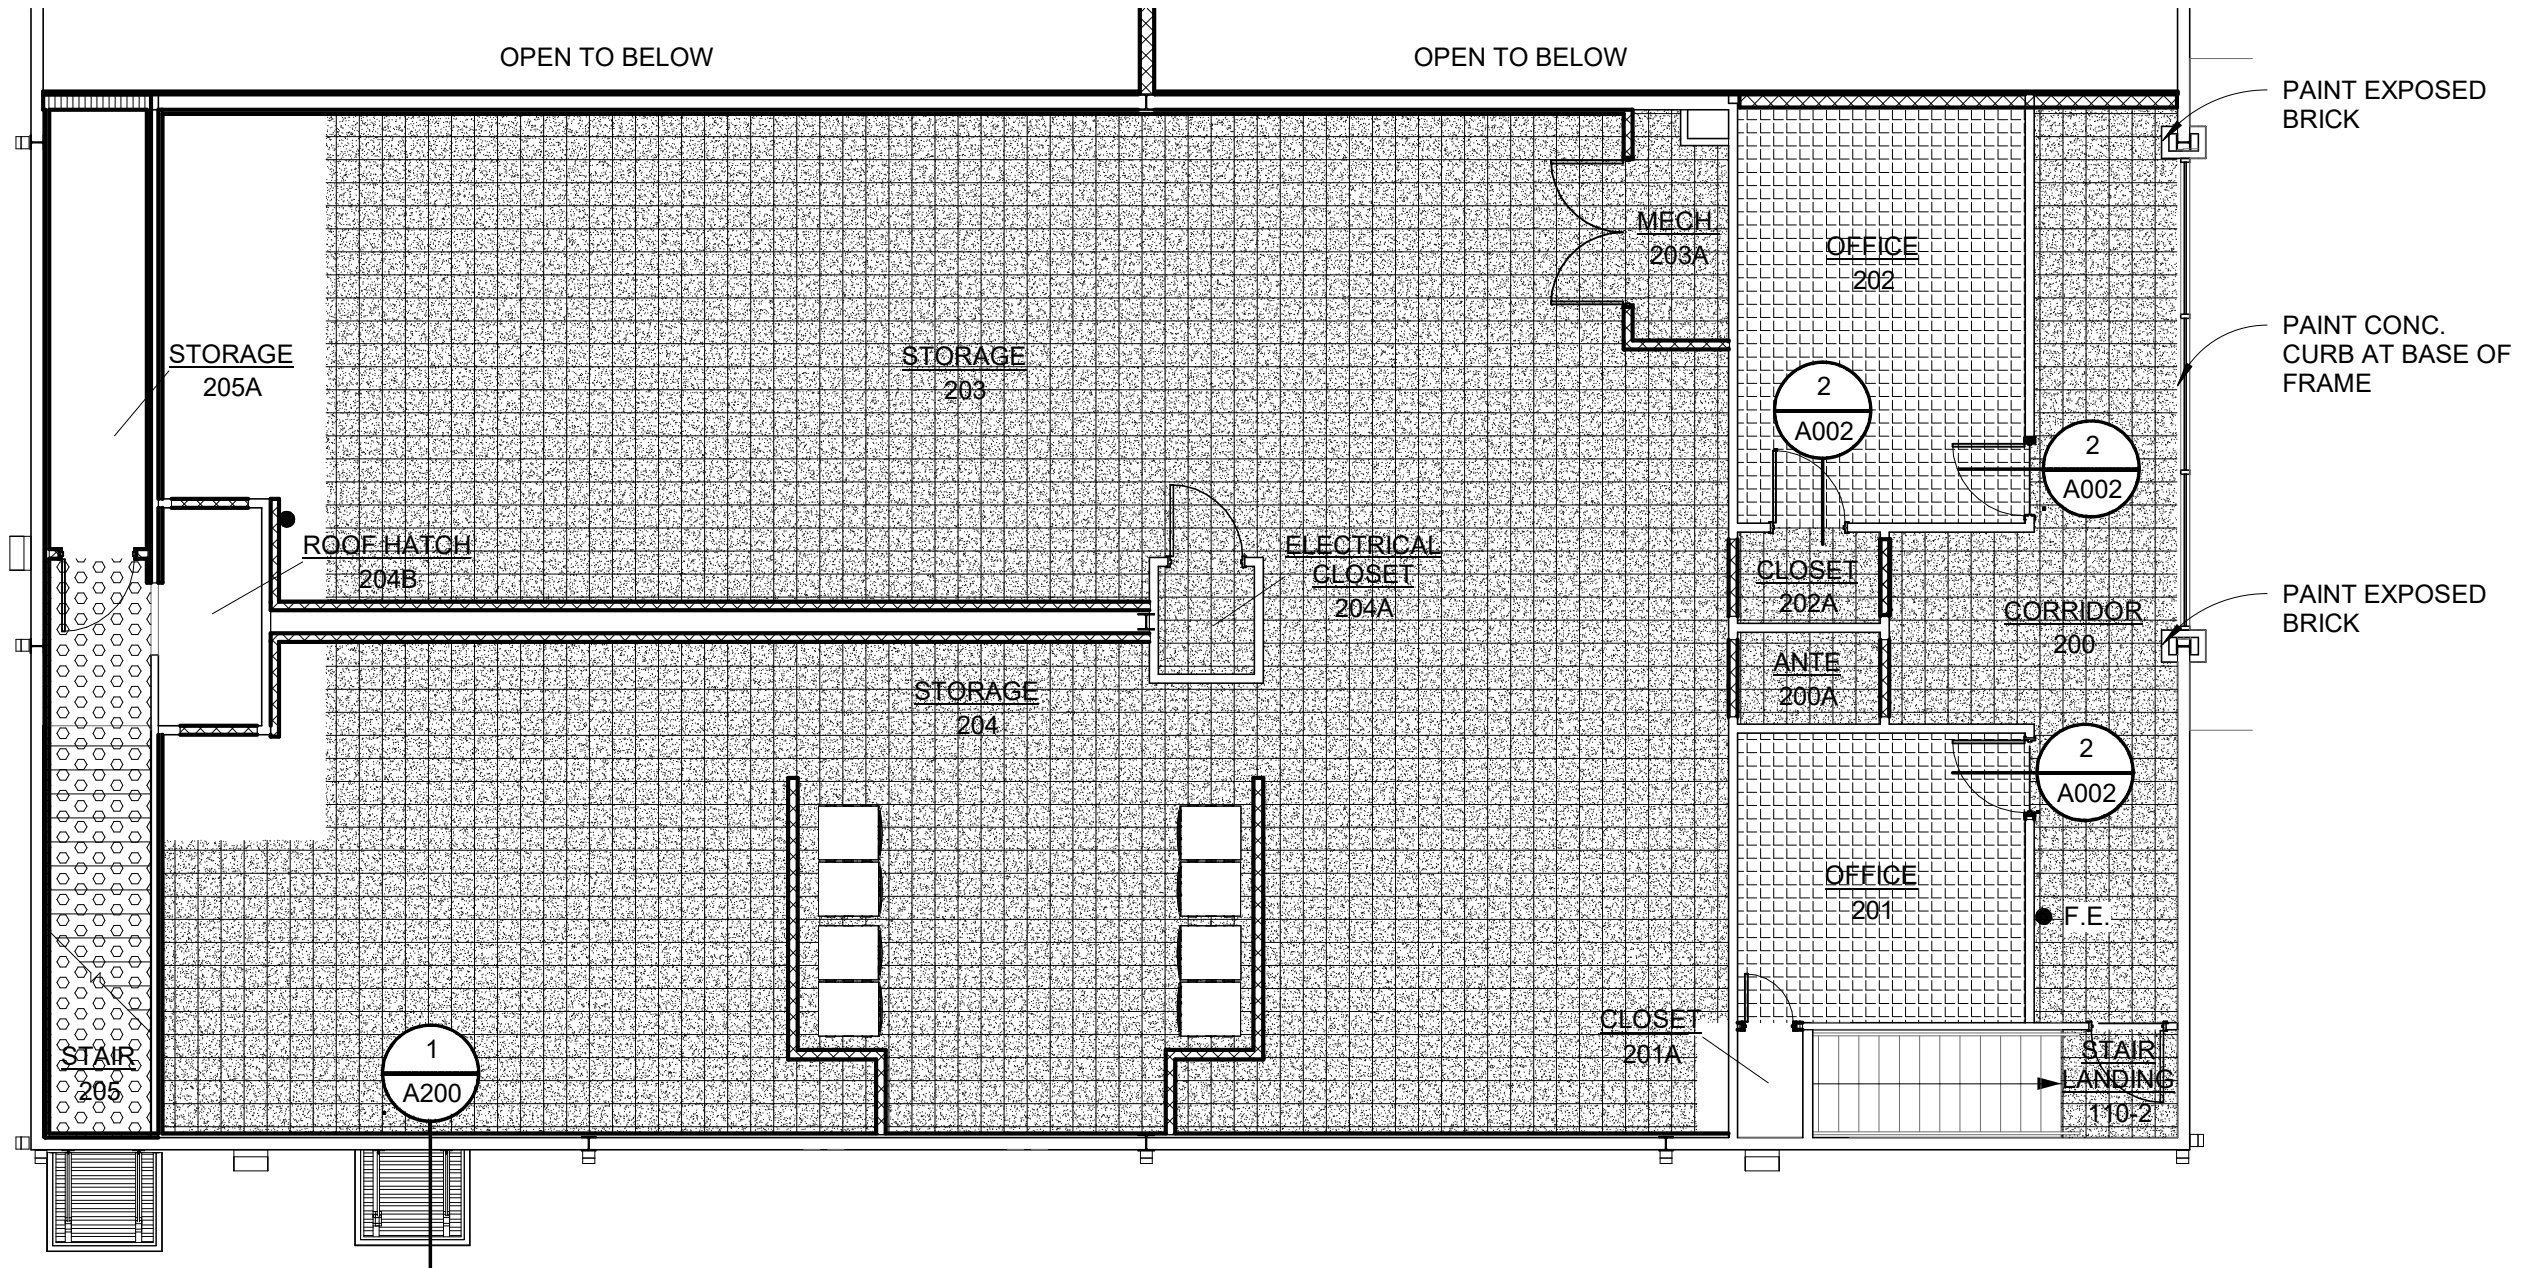 OPEN TO BELOW
OPEN TO BELOW
PAINT EXPOSED
BRICK
MECH.
203A
OFFICE
202
STORAGE
205A
STORAGE
203
PAINT CONC.
CURB AT BASE OF
FRAME
2
A002
2
A002
ROOF HATCH
204B
ELECTRICAL
CLOSET
204A
CLOSET
202A
CORRIDOR
200
PAINT EXPOSED
BRICK
STORAGE
204
ANTE
200A
2
A002
OFFICE
201
F.E.
CLOSET
201A
STAIR
205
1
A200
STAIR
LANDING
110-2